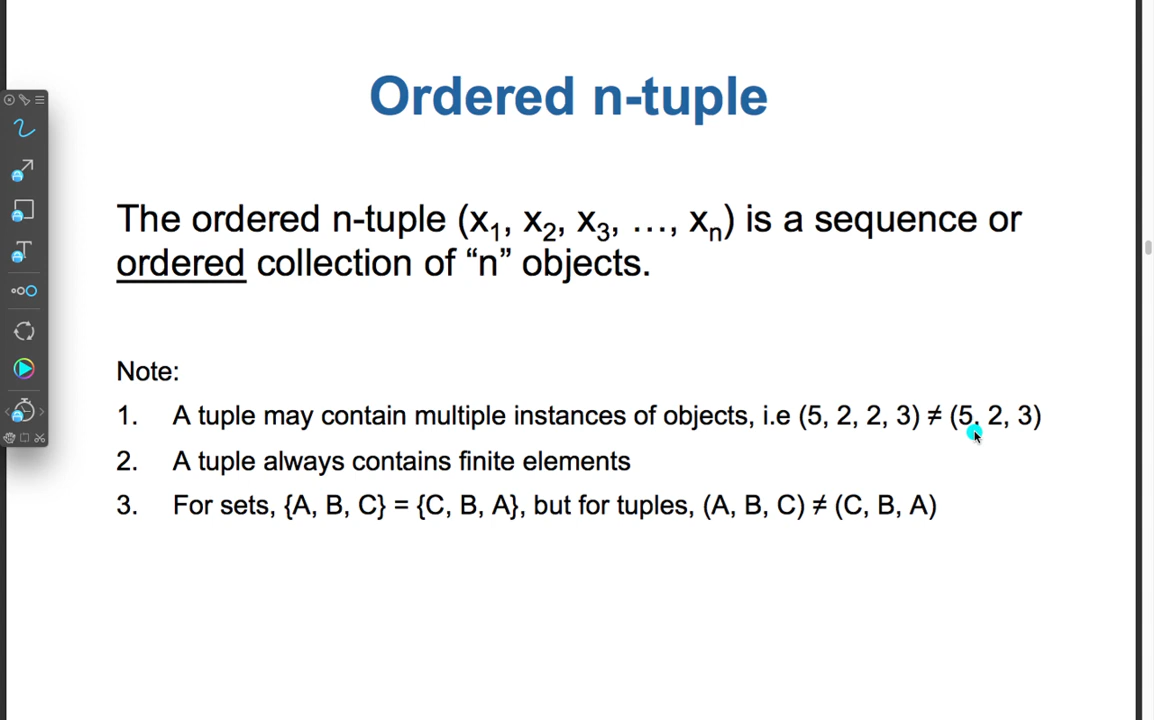 Ordered n-tuple
The ordered n-tuple (x₁, x₂, x₃, …, xₙ) is a sequence or
ordered collection of “n” objects.
Note:
1. A tuple may contain multiple instances of objects, i.e (5, 2, 2, 3) ≠ (5, 2, 3)
2. A tuple always contains finite elements
3. For sets, {A, B, C} = {C, B, A}, but for tuples, (A, B, C) ≠ (C, B, A)